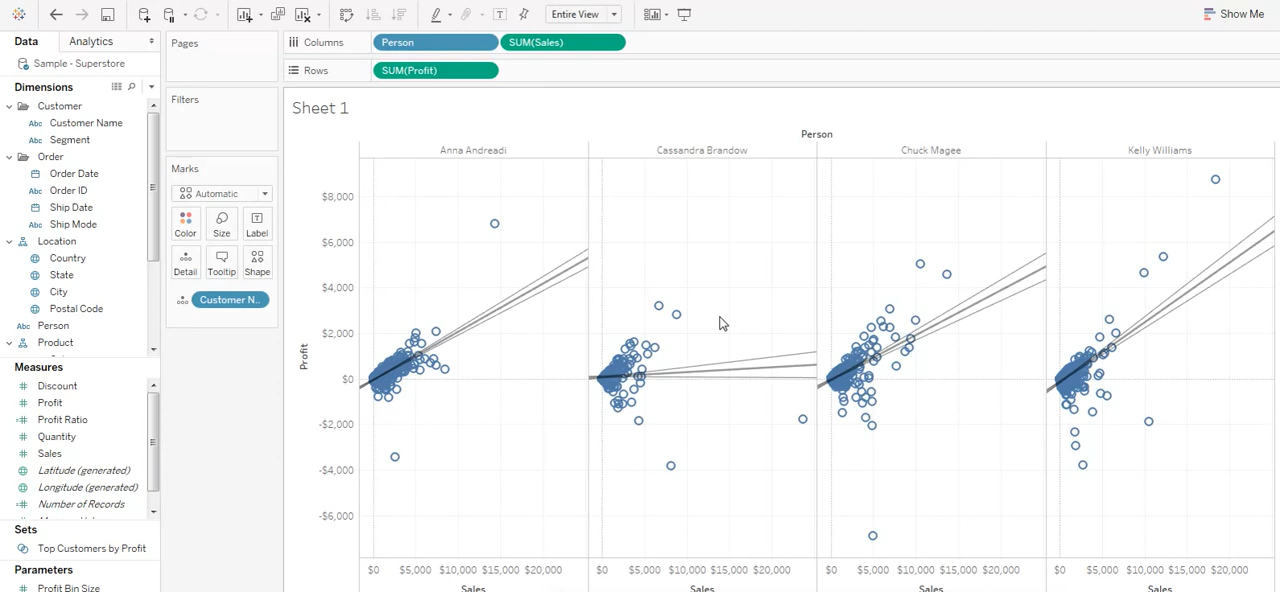 Entire View
Show Me
Data
Analytics
Sample - Superstore
Dimensions
Customer
Abc Customer Name
Abc Segment
Order
Order Date
Abc Order ID
Ship Date
Abc Ship Mode
Location
Country
State
City
Postal Code
Abc Person
Product
Measures
# Discount
# Profit
=# Profit Ratio
# Quantity
# Sales
Latitude (generated)
Longitude (generated)
=# Number of Records
Sets
Top Customers by Profit
Parameters
# Profit Bin Size
Pages
Filters
Marks
Automatic
Color
Size
Label
Detail
Tooltip
Shape
Customer N..
Columns
Person
SUM(Sales)
Rows
SUM(Profit)
Sheet 1
Person
Anna Andreadi
Cassandra Brandow
Chuck Magee
Kelly Williams
Profit
$8,000
$6,000
$4,000
$2,000
$0
-$2,000
-$4,000
-$6,000
$0 $5,000 $10,000 $15,000 $20,000
$0 $5,000 $10,000 $15,000 $20,000
$0 $5,000 $10,000 $15,000 $20,000
$0 $5,000 $10,000 $15,000 $20,000
Sales
Sales
Sales
Sales